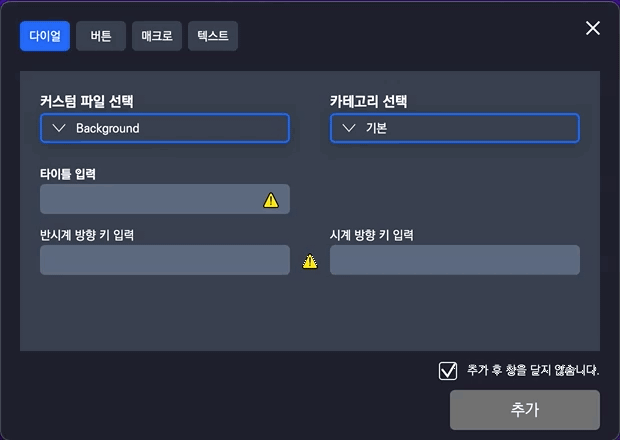 다이얼 버튼 매크로 텍스트
커스텀 파일 선택 카테고리 선택
Background 기본
타이틀 입력
반시계 방향 키 입력 시계 방향 키 입력
추가 후 창을 닫지 않습니다.
추가